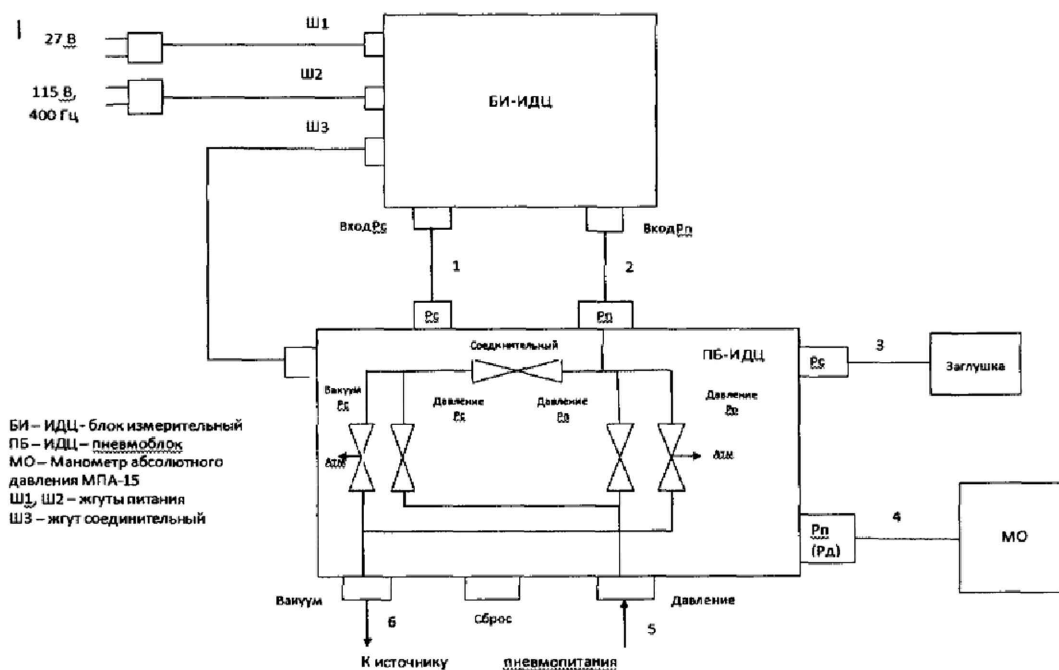 Ш1
27 В
Ш2
115 В,
400 Гц
БИ-ИДЦ
Ш3
Вход Рс
Вход Рп
1
2
Рс
Рп
Соединительный
ПБ-ИДЦ
Рс
3
Заглушка
Вакуум
Рс
Давление
Рс
Давление
Рп
Давление
Рп
Атм
Атм
БИ – ИДЦ - блок измерительный
ПБ – ИДЦ – пневмоблок
МО – Манометр абсолютного
давления МПА-15
Ш1, Ш2 – жгуты питания
Ш3 – жгут соединительный
Рп
(Рд)
4
МО
Вакуум
6
Сброс
5
Давление
К источнику пневмопитания